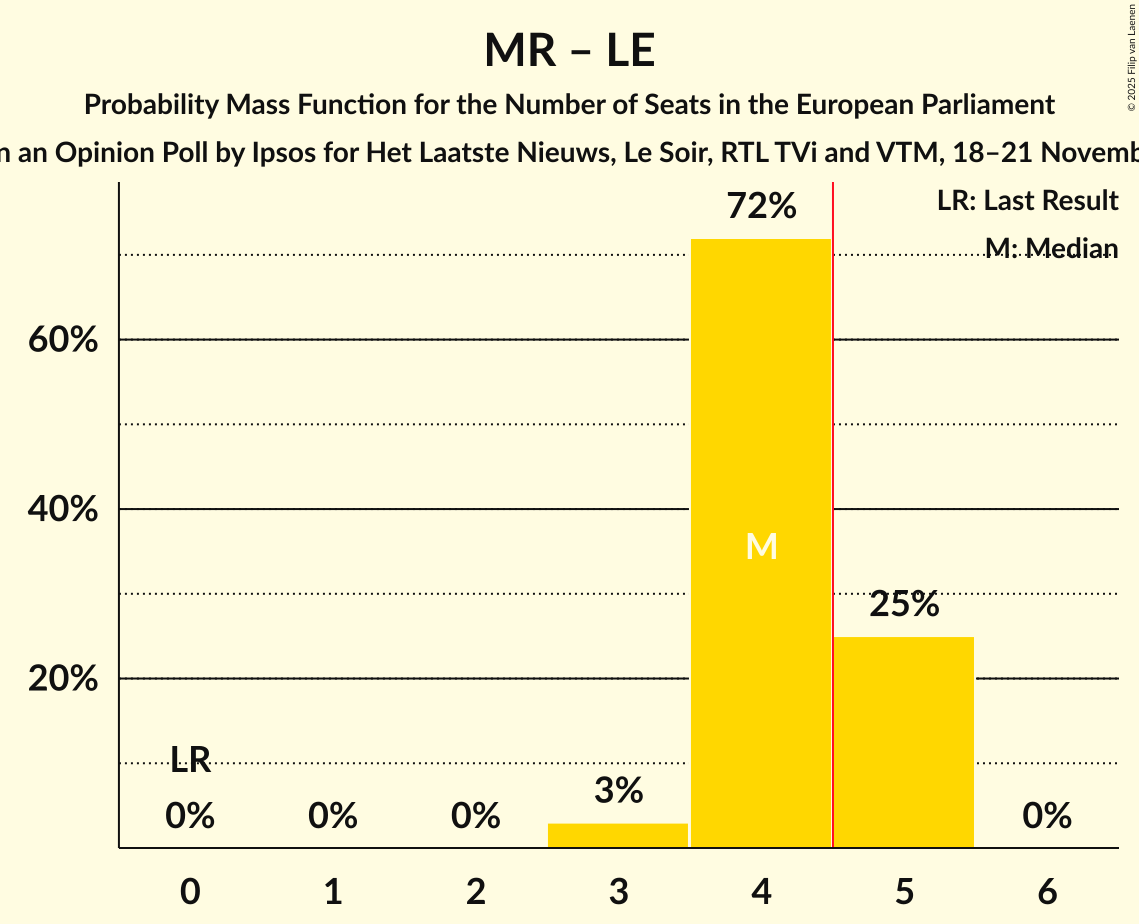 MR – LE
Probability Mass Function for the Number of Seats in the European Parliament
an Opinion Poll by Ipsos for Het Laatste Nieuws, Le Soir, RTL TVi and VTM, 18–21
© 2025 Filip van Laenen
LR: Last Result
M: Median
72%
60%
40%
M
25%
20%
LR
3%
0% 0% 0% 0%
0 1 2 3 4 5 6